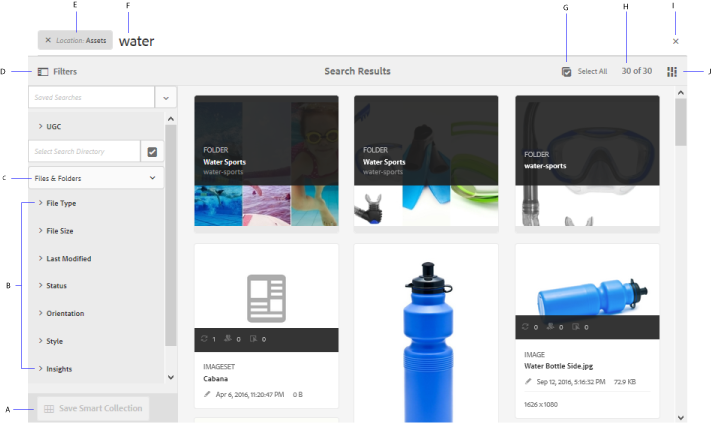 E F G H I
× Location: Assets water ×
D Filters Search Results Select All 30 of 30 J
Saved Searches
UGC
Select Search Directory
C Files & Folders
File Type
File Size
Last Modified
B Status
Orientation
Style
Insights
A Save Smart Collection
FOLDER
Water Sports
water-sports
FOLDER
Water Sports
water-sports
FOLDER
water-sports
1 0 0
IMAGESET
Cabana
Apr 6, 2016, 11:20:47 PM 0 B
0 0 0
IMAGE
Water Bottle Side.jpg
Sep 12, 2016, 5:16:32 PM 72.9 KB
1626 x 1080